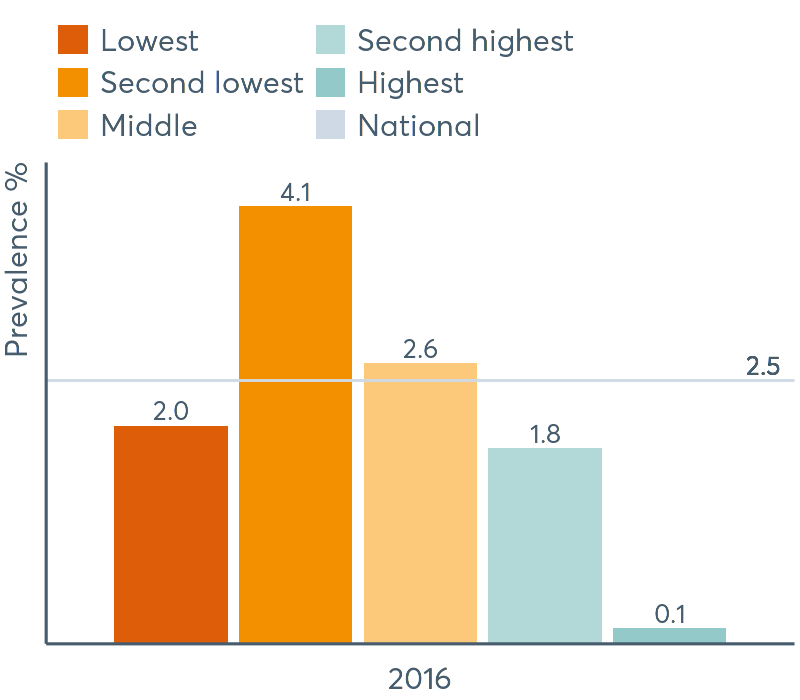 Lowest
Second lowest
Middle
Second highest
Highest
National
Prevalence %
4.1
2.6
2.5
2.0
1.8
0.1
2016